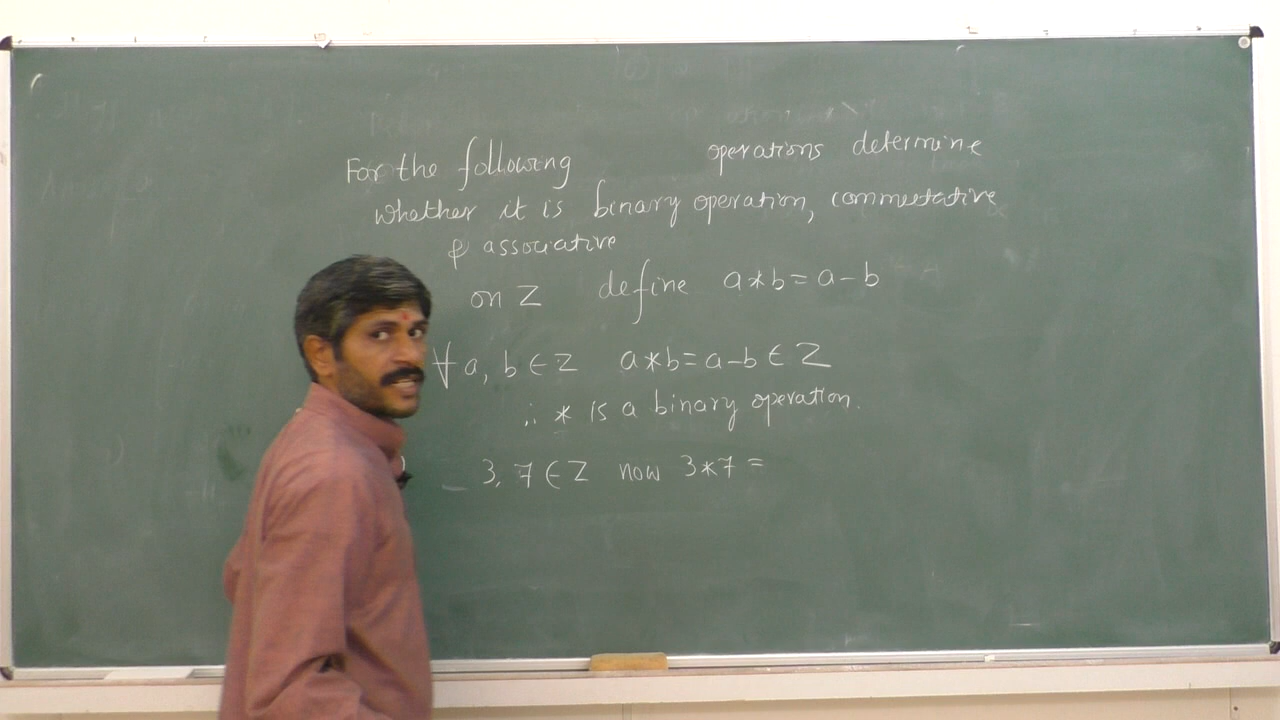 For the following operations determine
whether it is binary operation, commutative
& associative
on Z define a*b=a-b
∀ a, b ∈ Z a*b=a-b ∈ Z
∴ * is a binary operation.
3, 7 ∈ Z now 3*7 =